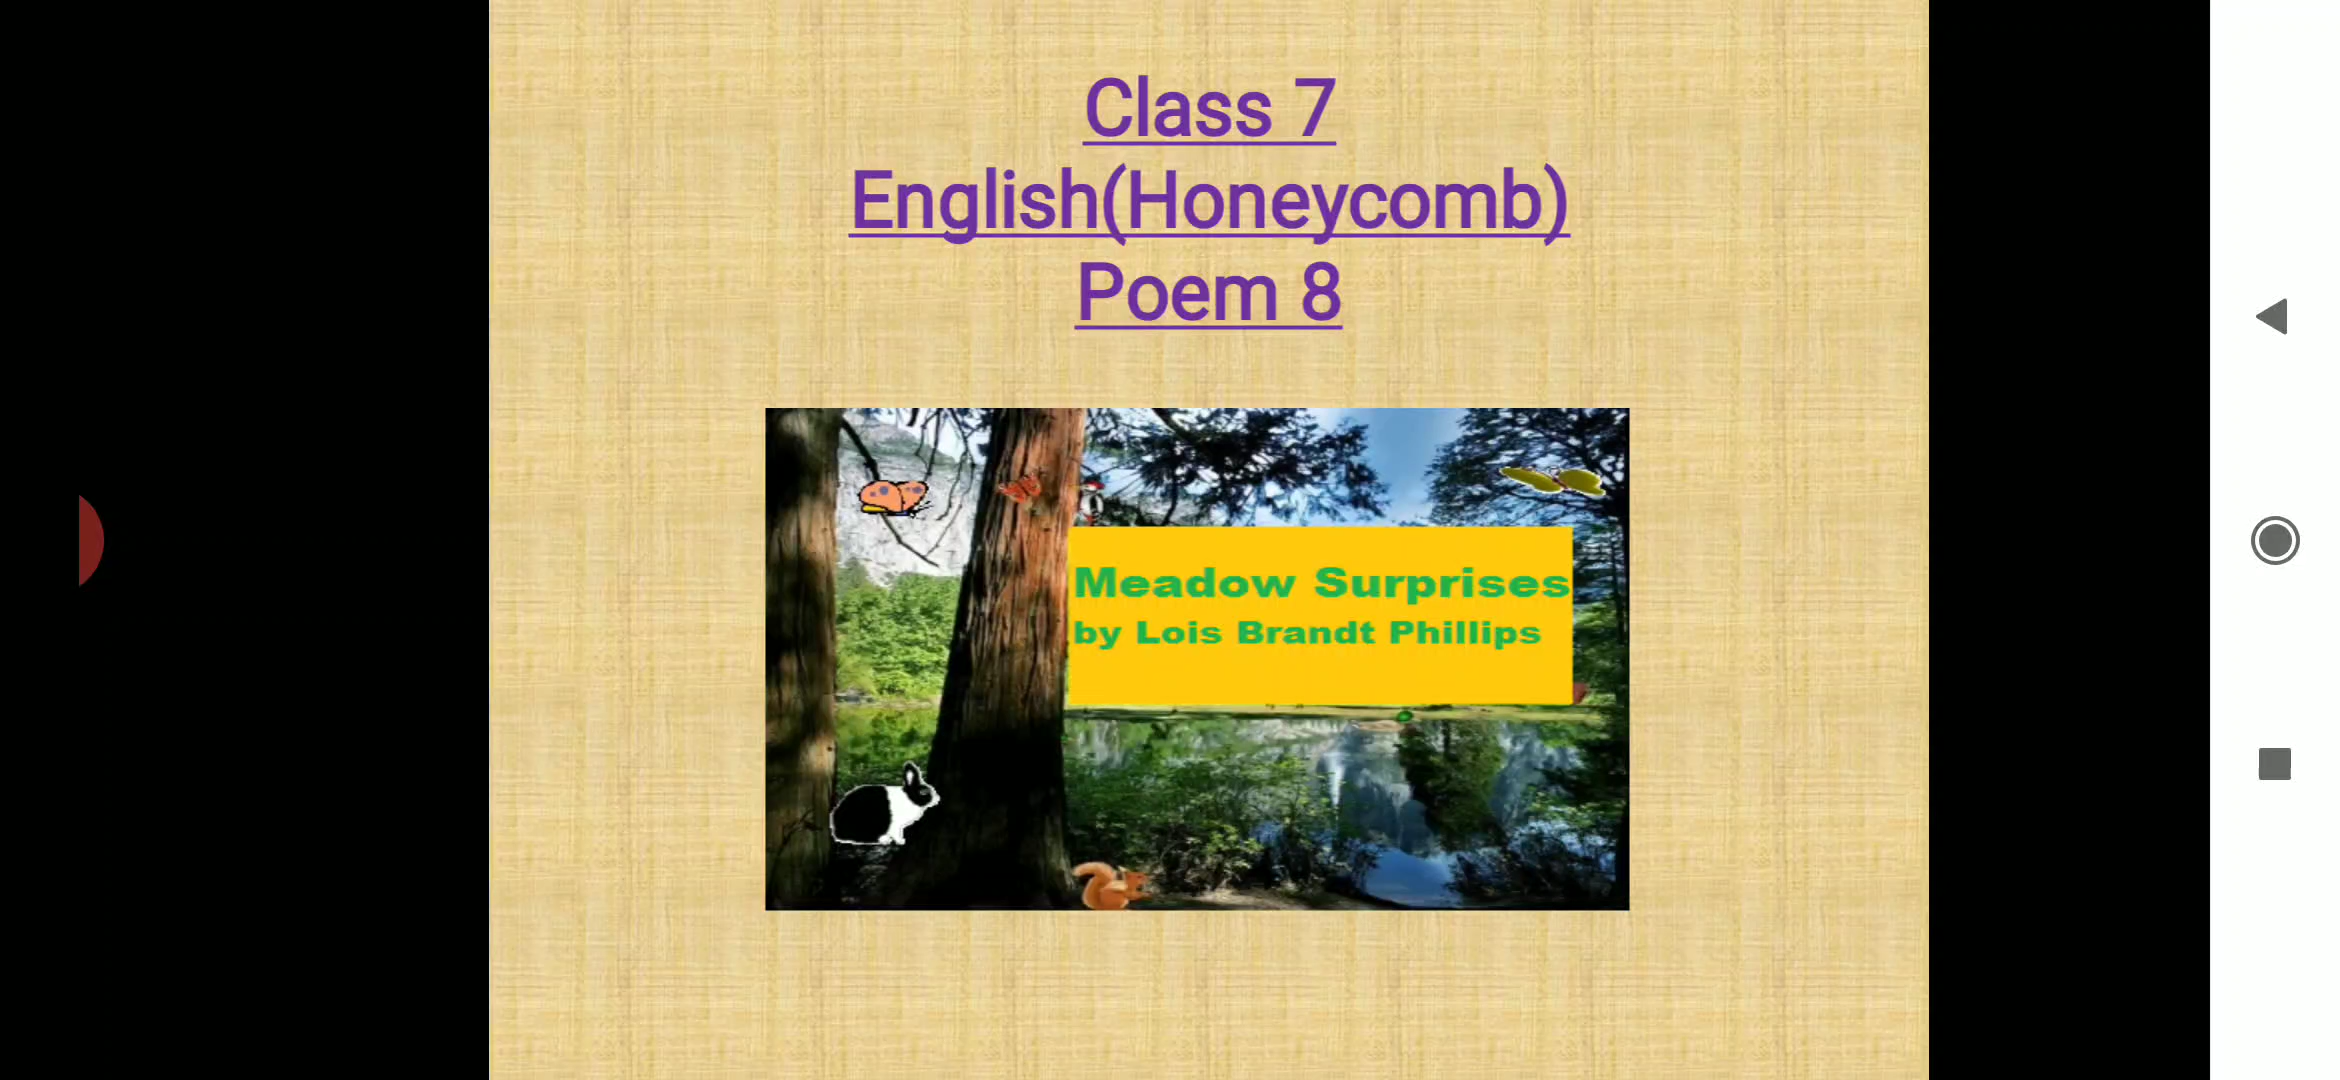 Class 7
English(Honeycomb)
Poem 8
Meadow Surprises
by Lois Brandt Phillips